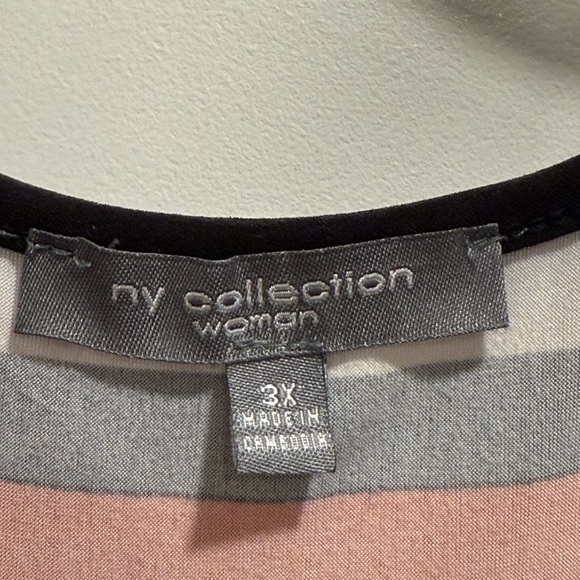 ny collection
woman
3X
MADE IN
CAMBODIA